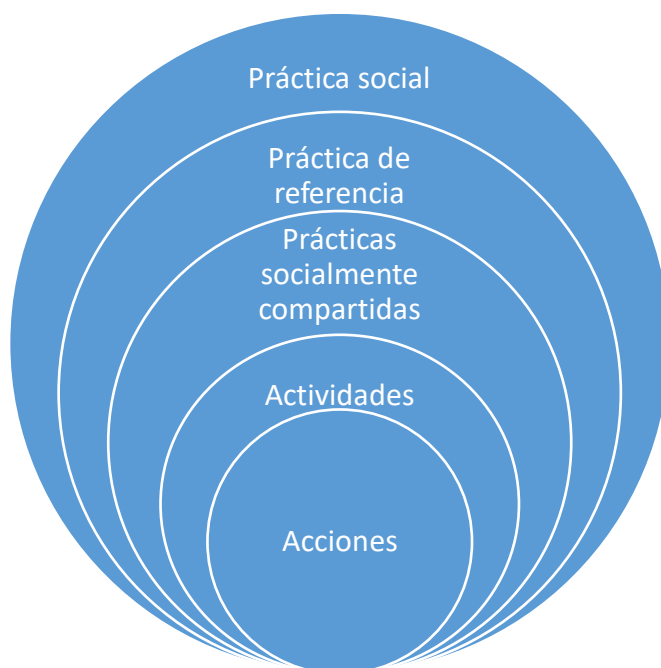 Práctica social
Práctica de
referencia
Prácticas
socialmente
compartidas
Actividades
Acciones